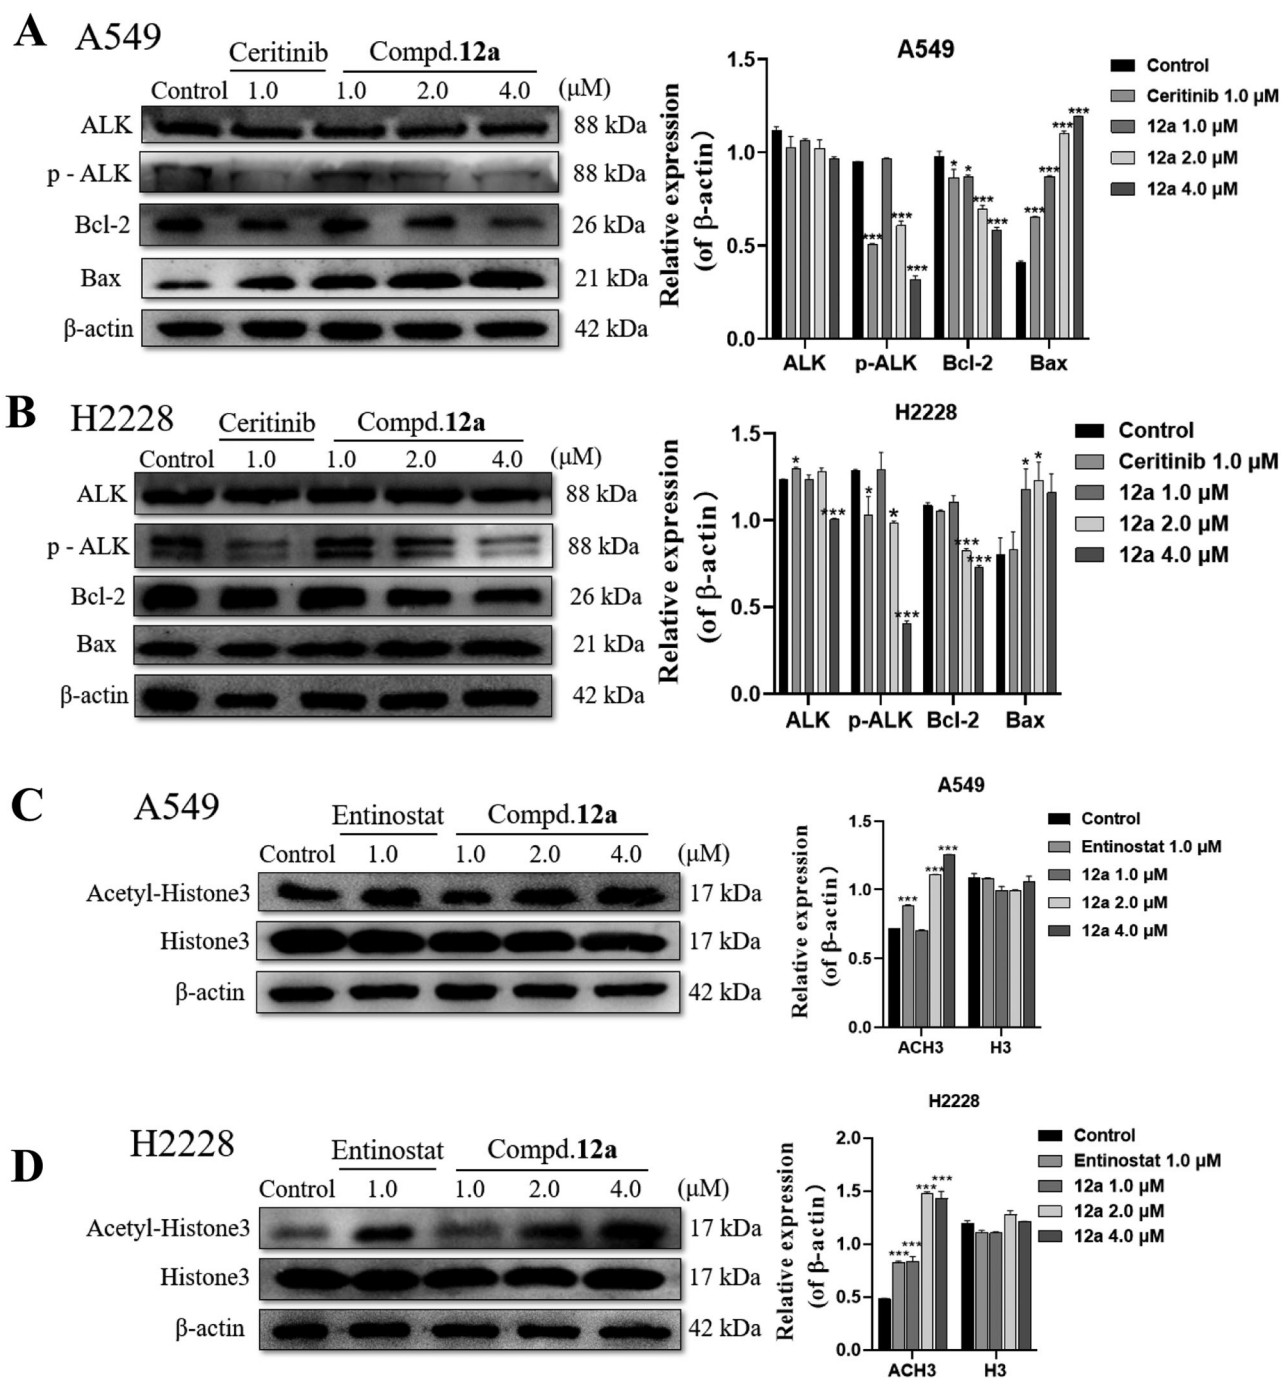 A A549
Ceritinib Compd.12a
Control 1.0 1.0 2.0 4.0 (μM)
ALK 88 kDa
p - ALK 88 kDa
Bcl-2 26 kDa
Bax 21 kDa
β-actin 42 kDa
A549
Relative expression
(of β-actin)
1.5
1.0
0.5
0.0
*** * * *** *** *** *** *** *** *** ***
ALK p-ALK Bcl-2 Bax
Control
Ceritinib 1.0 μM
12a 1.0 μM
12a 2.0 μM
12a 4.0 μM
B H2228
Ceritinib Compd.12a
Control 1.0 1.0 2.0 4.0 (μM)
ALK 88 kDa
p - ALK 88 kDa
Bcl-2 26 kDa
Bax 21 kDa
β-actin 42 kDa
H2228
Relative expression
(of β-actin)
1.5
1.0
0.5
0.0
* *** * * *** *** *** * *
ALK p-ALK Bcl-2 Bax
Control
Ceritinib 1.0 μM
12a 1.0 μM
12a 2.0 μM
12a 4.0 μM
C A549
Entinostat Compd.12a
Control 1.0 1.0 2.0 4.0 (μM)
Acetyl-Histone3 17 kDa
Histone3 17 kDa
β-actin 42 kDa
A549
Relative expression
(of β-actin)
1.5
1.0
0.5
0.0
*** *** ***
ACH3 H3
Control
Entinostat 1.0 μM
12a 1.0 μM
12a 2.0 μM
12a 4.0 μM
D H2228
Entinostat Compd.12a
Control 1.0 1.0 2.0 4.0 (μM)
Acetyl-Histone3 17 kDa
Histone3 17 kDa
β-actin 42 kDa
H2228
Relative expression
(of β-actin)
2.0
1.5
1.0
0.5
0.0
*** *** *** ***
ACH3 H3
Control
Entinostat 1.0 μM
12a 1.0 μM
12a 2.0 μM
12a 4.0 μM